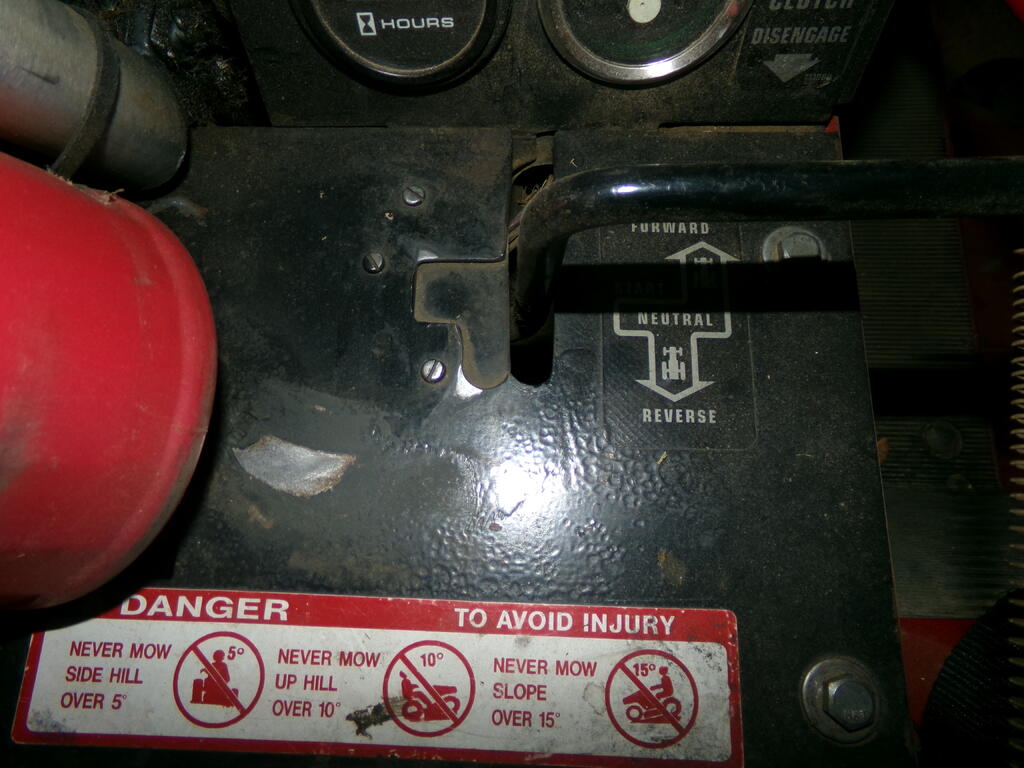 HOURS
CLUTCH
DISENGAGE
FORWARD
START
NEUTRAL
REVERSE
DANGER TO AVOID INJURY
NEVER MOW
SIDE HILL
OVER 5°
5°
NEVER MOW
UP HILL
OVER 10°
10°
NEVER MOW
SLOPE
OVER 15°
15°